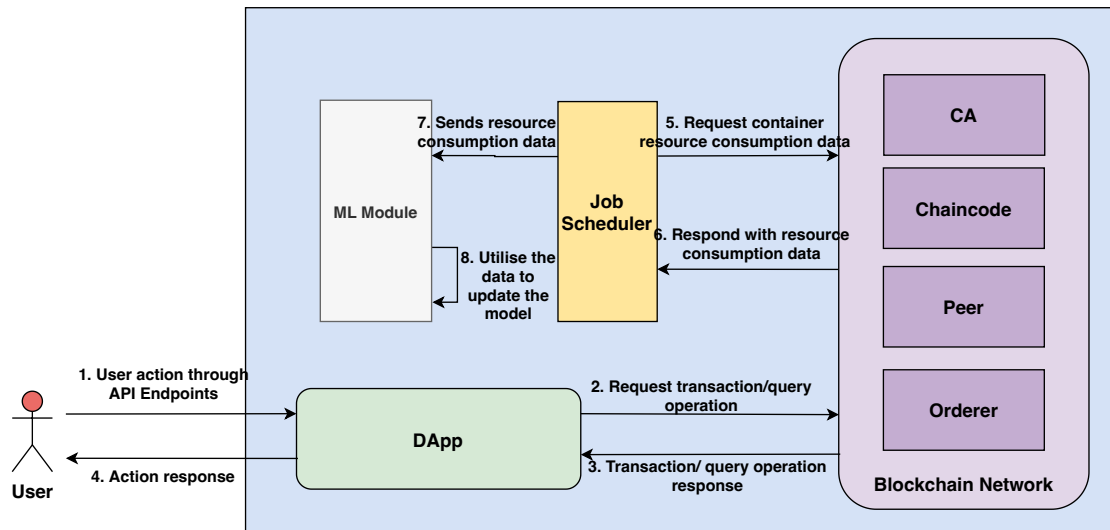 CA
7. Sends resource
consumption data
5. Request container
resource consumption data
ML Module
Job
Scheduler
Chaincode
6. Respond with resource
consumption data
8. Utilise the
data to
update the
model
Peer
1. User action through
API Endpoints
2. Request transaction/query
operation
Orderer
DApp
4. Action response
3. Transaction/ query operation
response
User
Blockchain Network